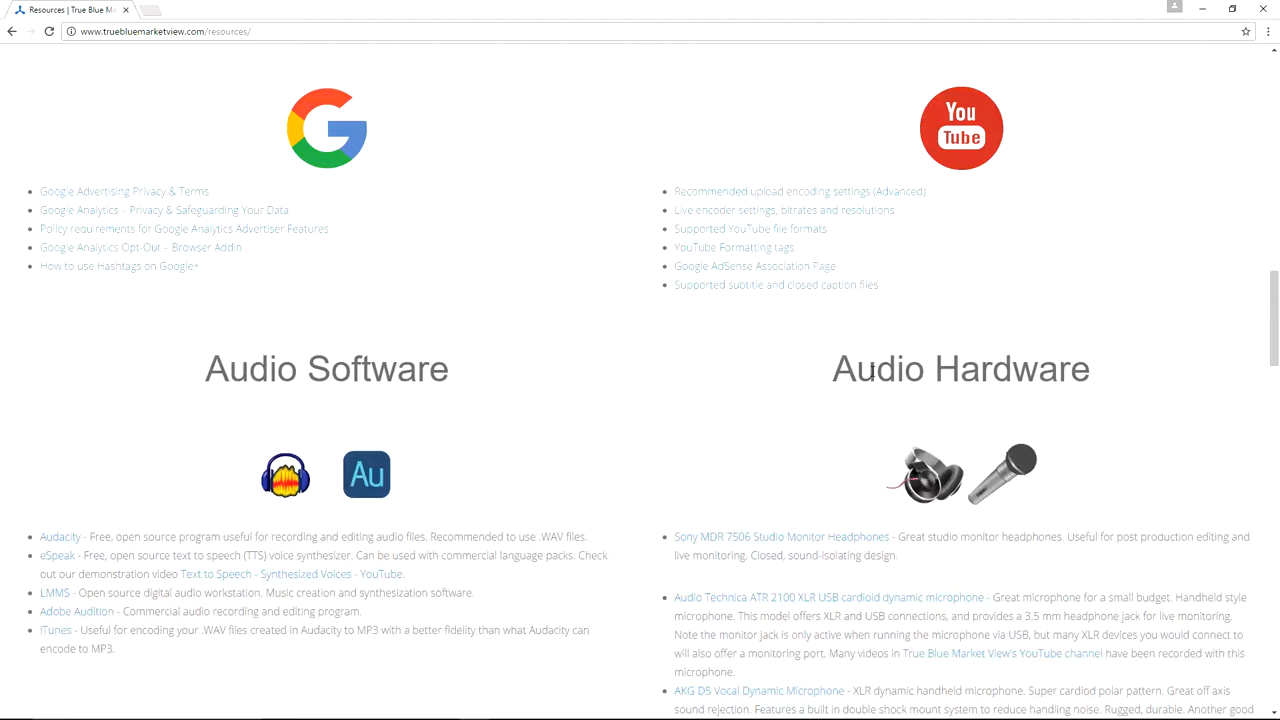 Resources | True Blue Ma
www.truebluemarketview.com/resources/
You
Tube
Google Advertising Privacy & Terms
Google Analytics - Privacy & Safeguarding Your Data
Policy requirements for Google Analytics Advertiser Features
Google Analytics Opt-Out - Browser Addin
How to use Hashtags on Google+
Recommended upload encoding settings (Advanced)
Live encoder settings, bitrates and resolutions
Supported YouTube file formats
YouTube Formatting tags
Google AdSense Association Page
Supported subtitle and closed caption files
Audio Software
Audio Hardware
Au
Audacity - Free, open source program useful for recording and editing audio files. Recommended to use .WAV files.
eSpeak - Free, open source text to speech (TTS) voice synthesizer. Can be used with commercial language packs. Check
out our demonstration video Text to Speech - Synthesized Voices - YouTube.
LMMS - Open source digital audio workstation. Music creation and synthesization software.
Adobe Audition - Commercial audio recording and editing program.
iTunes - Useful for encoding your .WAV files created in Audacity to MP3 with a better fidelity than what Audacity can
encode to MP3.
Sony MDR 7506 Studio Monitor Headphones - Great studio monitor headphones. Useful for post production editing and
live monitoring. Closed, sound-isolating design.
Audio Technica ATR 2100 XLR USB cardioid dynamic microphone - Great microphone for a small budget. Handheld style
microphone. This model offers XLR and USB connections, and provides a 3.5 mm headphone jack for live monitoring.
Note the monitor jack is only active when running the microphone via USB, but many XLR devices you would connect to
will also offer a monitoring port. Many videos in True Blue Market View's YouTube channel have been recorded with this
microphone.
AKG D5 Vocal Dynamic Microphone - XLR dynamic handheld microphone. Super cardiod polar pattern. Great off axis
sound rejection. Features a built in double shock mount system to reduce handling noise. Rugged, durable. Another good